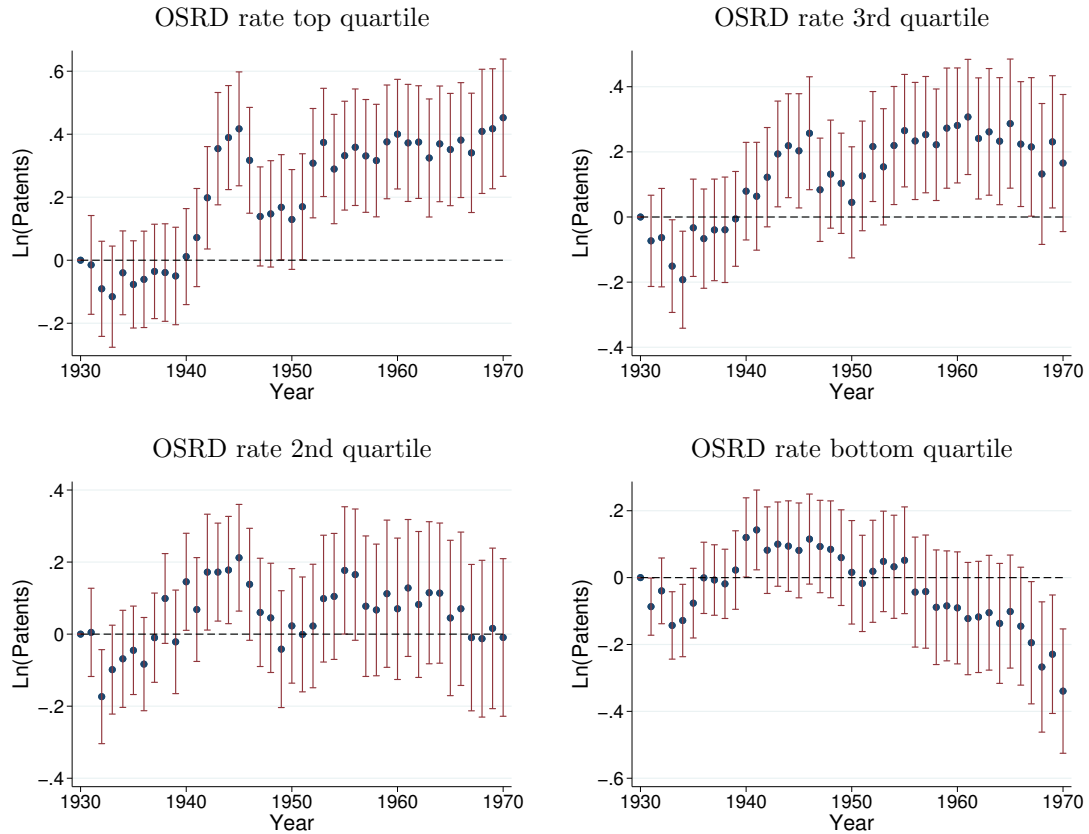 OSRD rate top quartile
Ln(Patents)
.6
.4
.2
0
-.2
1930 1940 1950 1960 1970
Year
OSRD rate 3rd quartile
Ln(Patents)
.4
.2
0
-.2
-.4
1930 1940 1950 1960 1970
Year
OSRD rate 2nd quartile
Ln(Patents)
.4
.2
0
-.2
-.4
1930 1940 1950 1960 1970
Year
OSRD rate bottom quartile
Ln(Patents)
.2
0
-.2
-.4
-.6
1930 1940 1950 1960 1970
Year